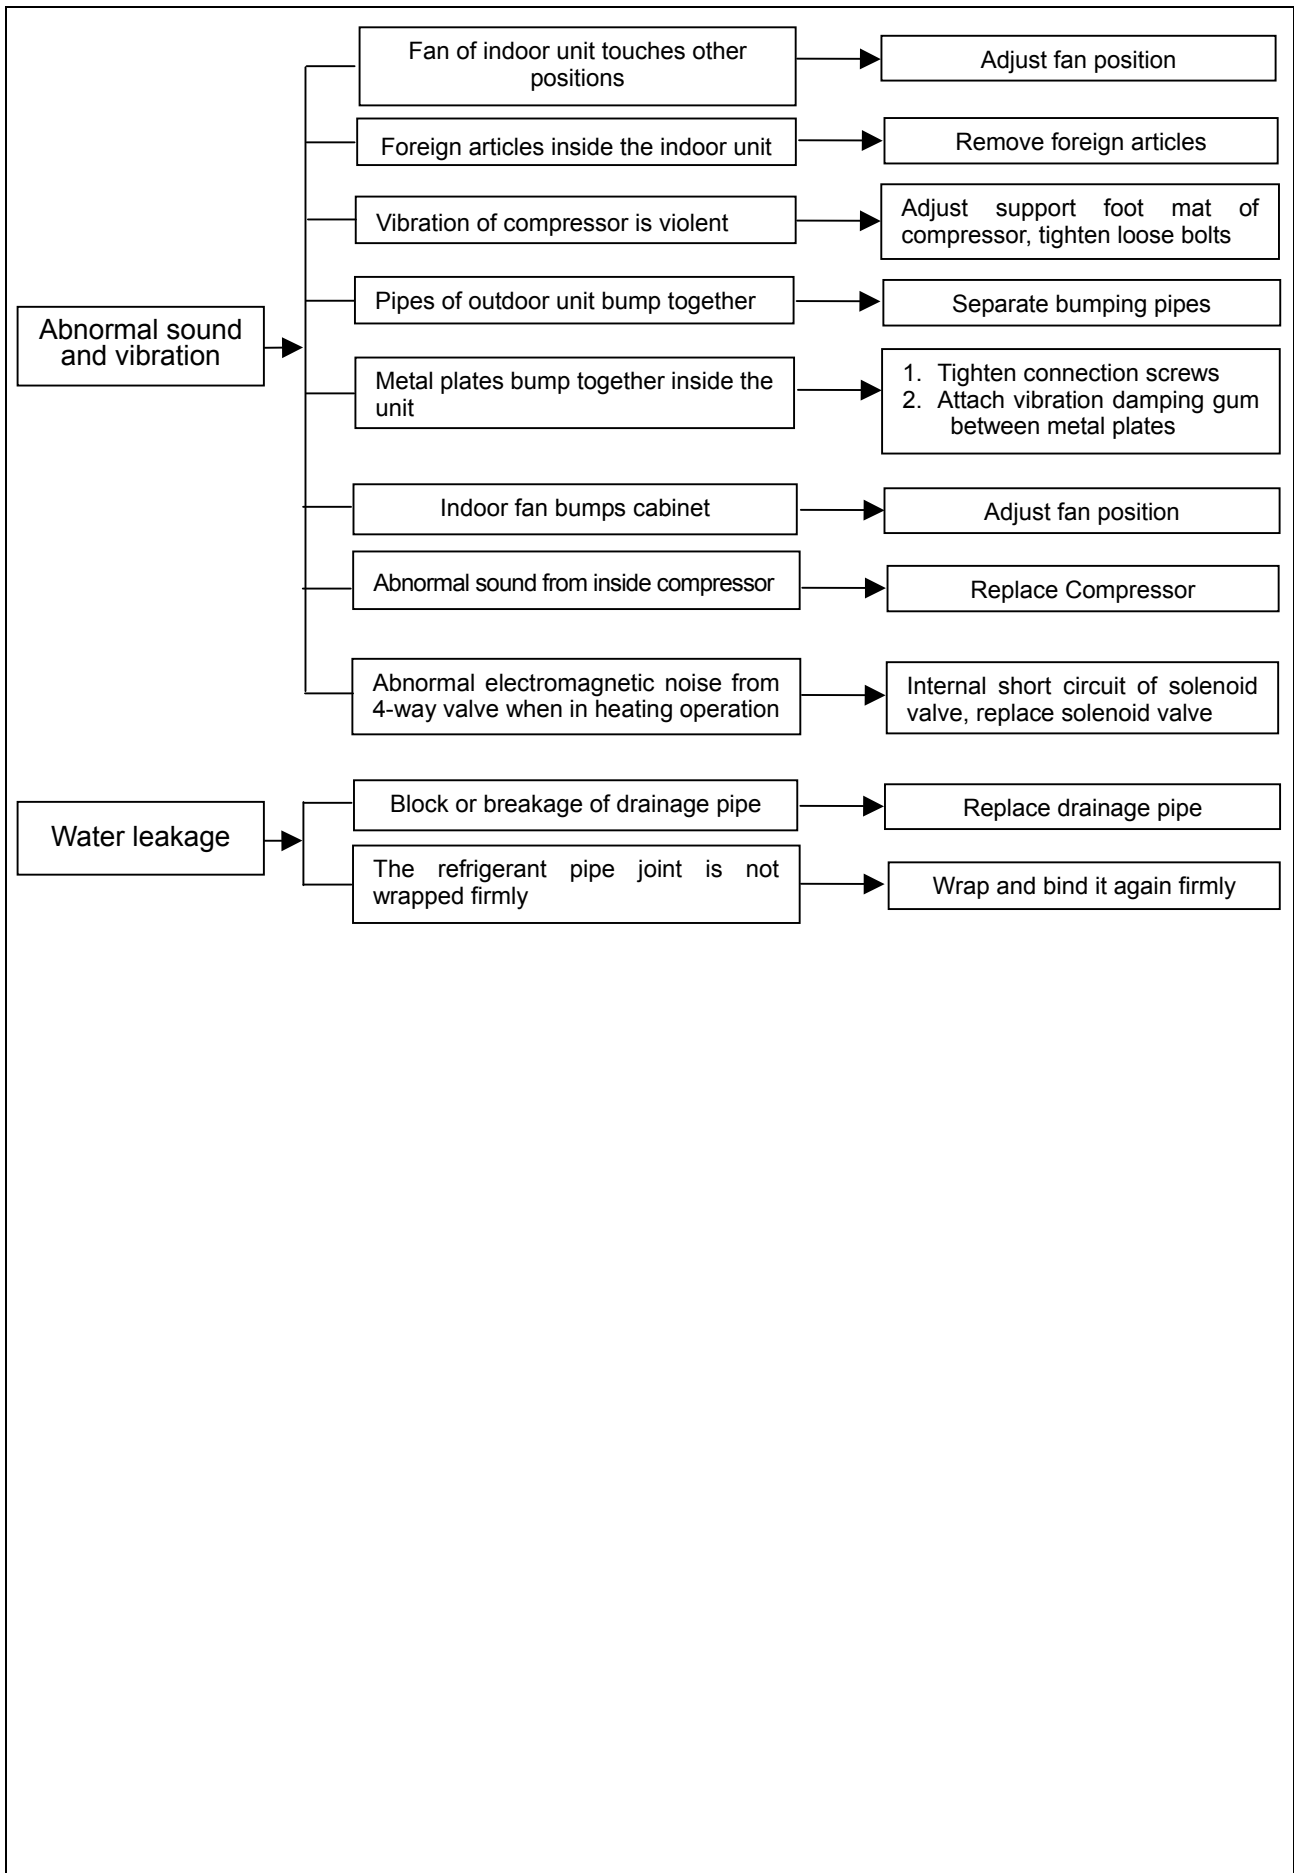 Fan of indoor unit touches other
positions
Adjust fan position
Foreign articles inside the indoor unit
Remove foreign articles
Vibration of compressor is violent
Adjust support foot mat of
compressor, tighten loose bolts
Pipes of outdoor unit bump together
Separate bumping pipes
Abnormal sound
and vibration
Metal plates bump together inside the
unit
1. Tighten connection screws
2. Attach vibration damping gum
between metal plates
Indoor fan bumps cabinet
Adjust fan position
Abnormal sound from inside compressor
Replace Compressor
Abnormal electromagnetic noise from
4-way valve when in heating operation
Internal short circuit of solenoid
valve, replace solenoid valve
Water leakage
Block or breakage of drainage pipe
Replace drainage pipe
The refrigerant pipe joint is not
wrapped firmly
Wrap and bind it again firmly